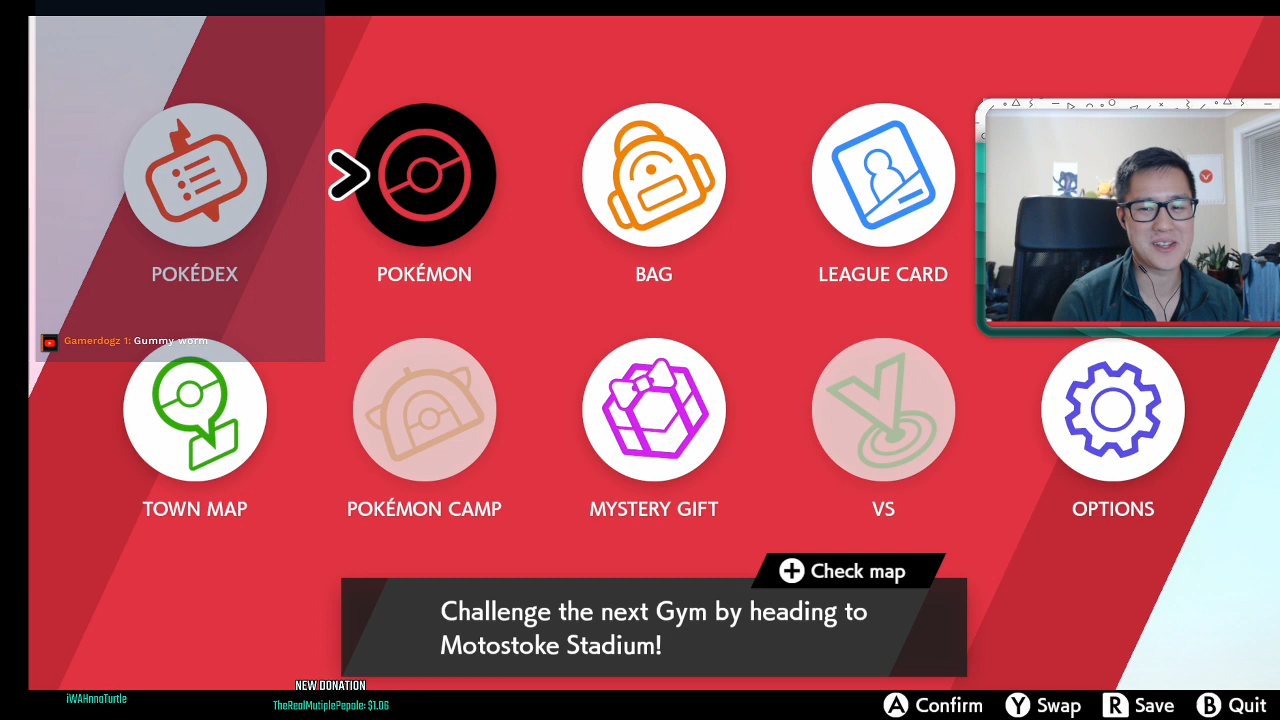 POKÉDEX
POKÉMON
BAG
LEAGUE CARD
Gamerdogz 1: Gummy worm
TOWN MAP
POKÉMON CAMP
MYSTERY GIFT
VS
OPTIONS
+ Check map
Challenge the next Gym by heading to
Motostoke Stadium!
iWAHnnaTurtle
NEW DONATION
TheRealMutiplePepole: $1.06
A Confirm
Y Swap
R Save
B Quit